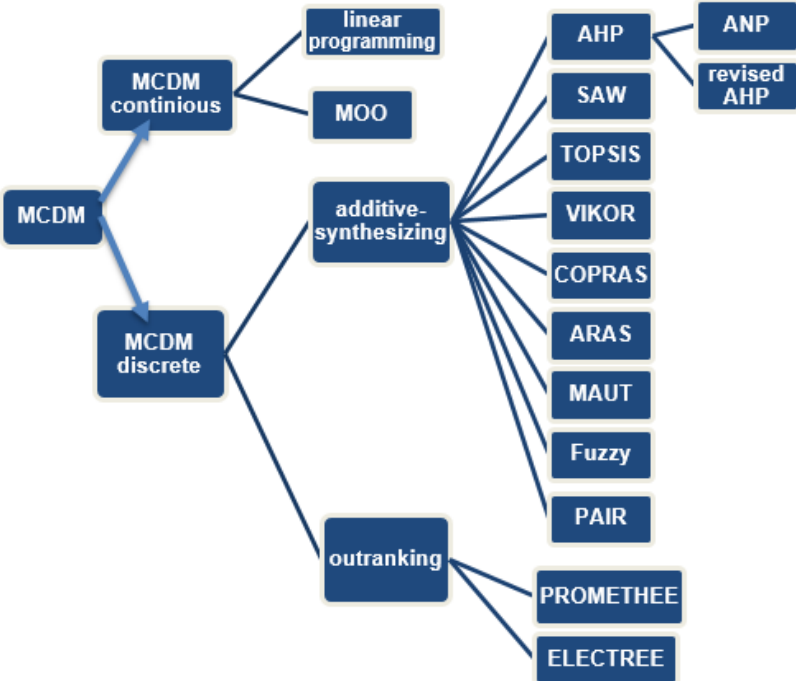 MCDM
MCDM
continious
linear
programming
MOO
MCDM
discrete
additive-
synthesizing
AHP
ANP
revised
AHP
SAW
TOPSIS
VIKOR
COPRAS
ARAS
MAUT
Fuzzy
PAIR
outranking
PROMETHEE
ELECTREE